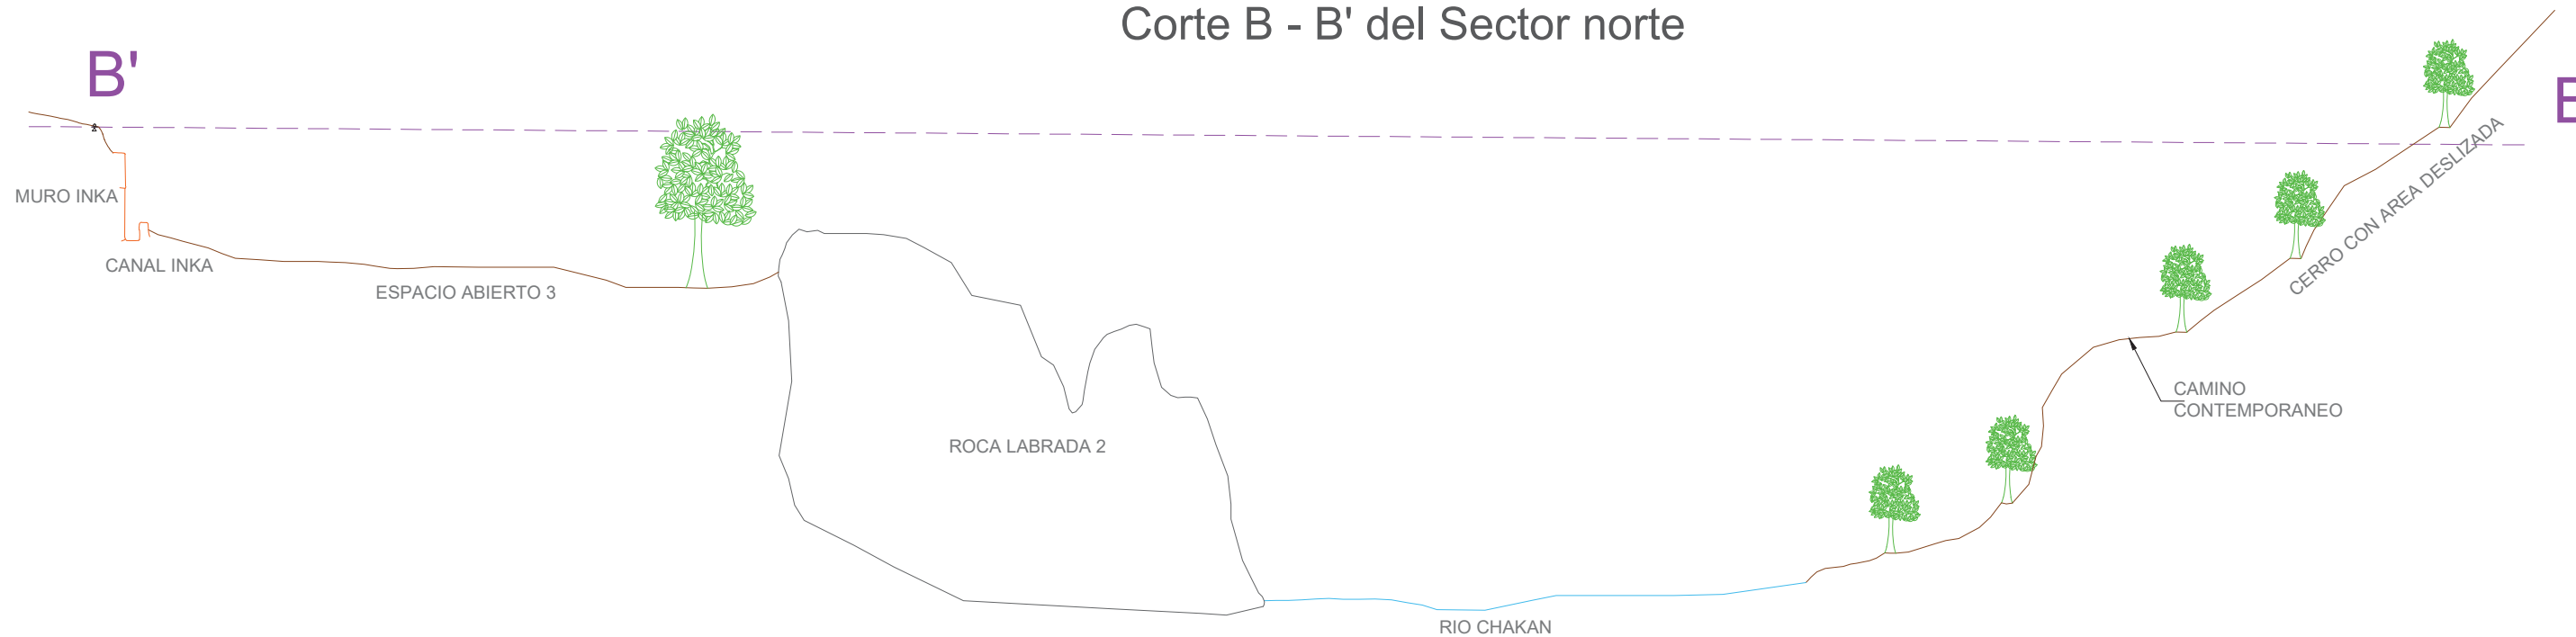 Corte B - B' del Sector norte
B'
B
MURO INKA
CANAL INKA
ESPACIO ABIERTO 3
ROCA LABRADA 2
RIO CHAKAN
CAMINO
CONTEMPORANEO
CERRO CON AREA DESLIZADA